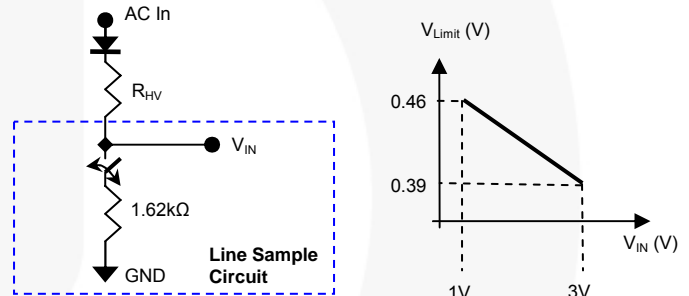 AC In
R_HV
V_IN
1.62kΩ
Line Sample
Circuit
GND
V_Limit (V)
0.46
0.39
V_IN (V)
1V
3V